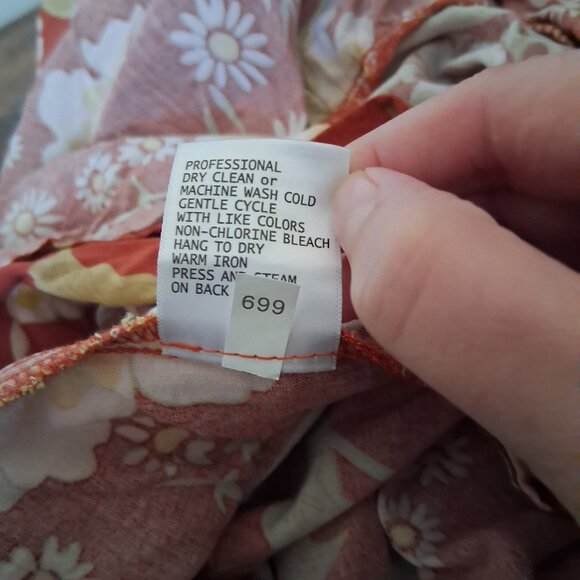 PROFESSIONAL
DRY CLEAN or
MACHINE WASH COLD
GENTLE CYCLE
WITH LIKE COLORS
NON-CHLORINE BLEACH
HANG TO DRY
WARM IRON
PRESS AND STEAM
ON BACK
699